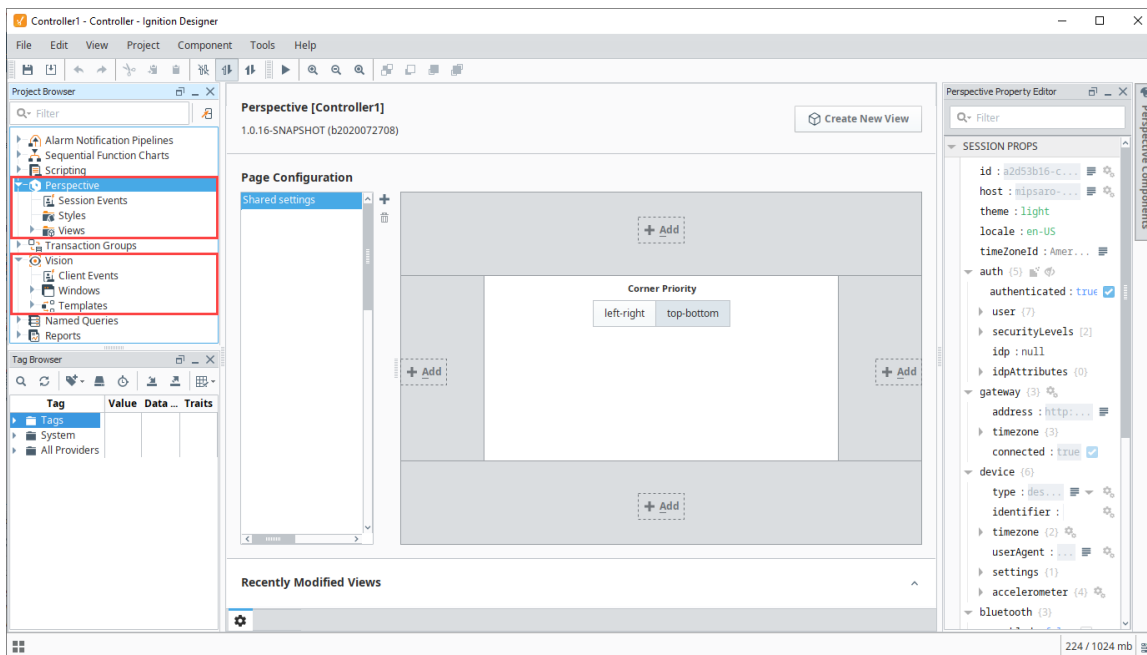 Controller1 - Controller - Ignition Designer
File Edit View Project Component Tools Help
Project Browser
Filter
Alarm Notification Pipelines
Sequential Function Charts
Scripting
Perspective
Session Events
Styles
Views
Transaction Groups
Vision
Client Events
Windows
Templates
Named Queries
Reports
Tag Browser
Tag Value Data ... Traits
Tags
System
All Providers
Perspective [Controller1]
1.0.16-SNAPSHOT (b2020072708)
Create New View
Page Configuration
Shared settings
+ Add
Corner Priority
left-right top-bottom
+ Add
+ Add
+ Add
Recently Modified Views
Perspective Property Editor
Filter
SESSION PROPS
id : a2d53b16-c...
host : mipsaro-...
theme : light
locale : en-US
timeZoneId : Amer...
auth {5}
authenticated : true
user {7}
securityLevels [2]
idp : null
idpAttributes {0}
gateway {3}
address : http:...
timezone {3}
connected : true
device {6}
type : des...
identifier :
timezone {2}
userAgent : ...
settings {1}
accelerometer {4}
bluetooth {3}
Perspective Components
224 / 1024 mb